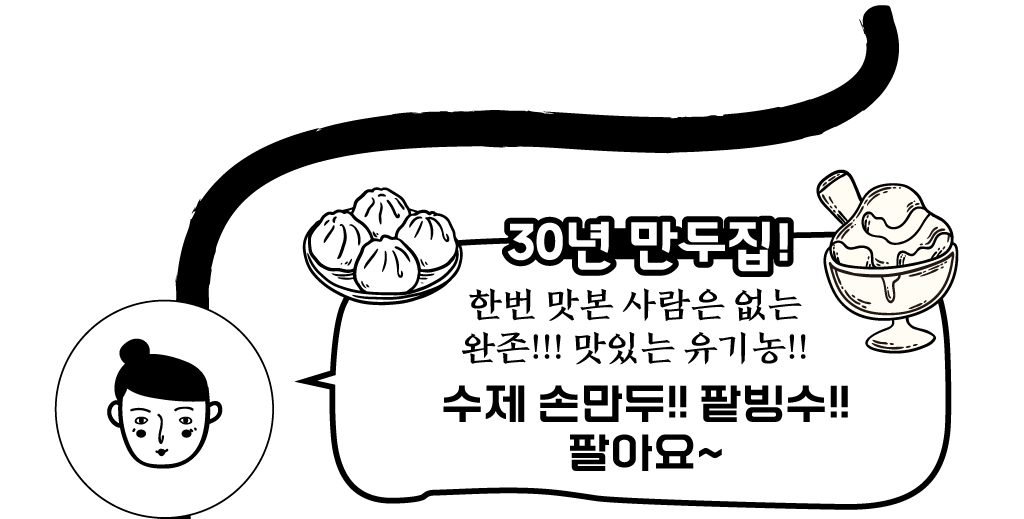 30년 만두집!
한번 맛본 사람은 없는
완존!!! 맛있는 유기농!!
수제 손만두!! 팥빙수!!
팔아요~